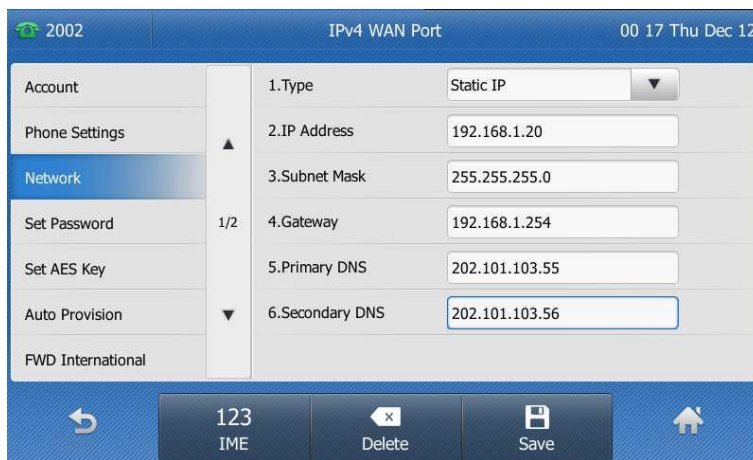 2002 IPv4 WAN Port 00 17 Thu Dec 12
Account
Phone Settings
Network
Set Password
Set AES Key
Auto Provision
FWD International
1/2
1.Type Static IP
2.IP Address 192.168.1.20
3.Subnet Mask 255.255.255.0
4.Gateway 192.168.1.254
5.Primary DNS 202.101.103.55
6.Secondary DNS 202.101.103.56
123
IME
Delete
Save